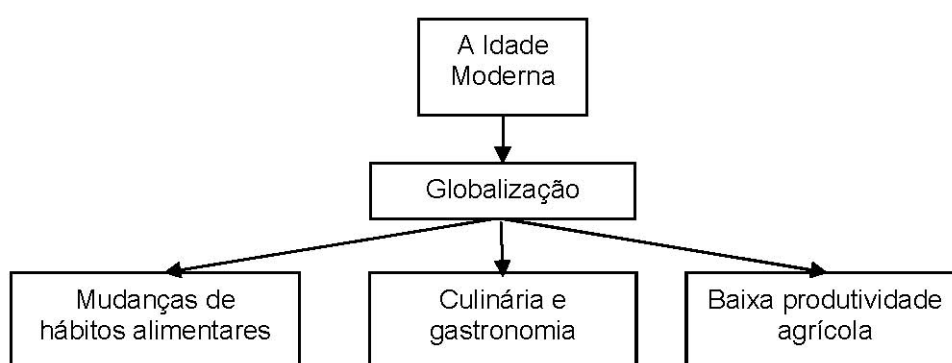 A Idade
Moderna
Globalização
Mudanças de
hábitos alimentares
Culinária e
gastronomia
Baixa produtividade
agrícola